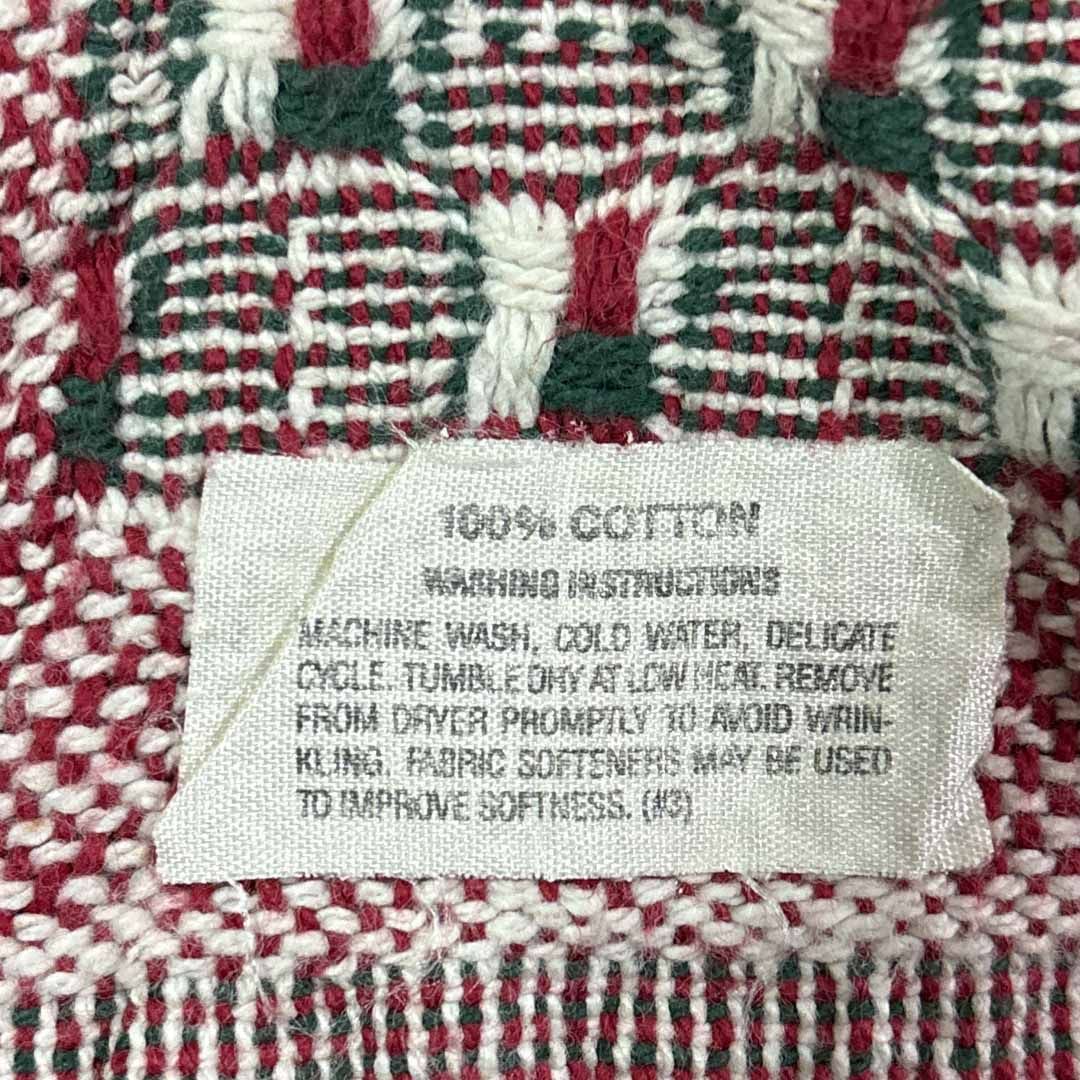 100% COTTON
WASHING INSTRUCTIONS
MACHINE WASH, COLD WATER, DELICATE
CYCLE. TUMBLE DRY AT LOW HEAT. REMOVE
FROM DRYER PROMPTLY TO AVOID WRIN-
KLING. FABRIC SOFTENERS MAY BE USED
TO IMPROVE SOFTNESS. (#3)